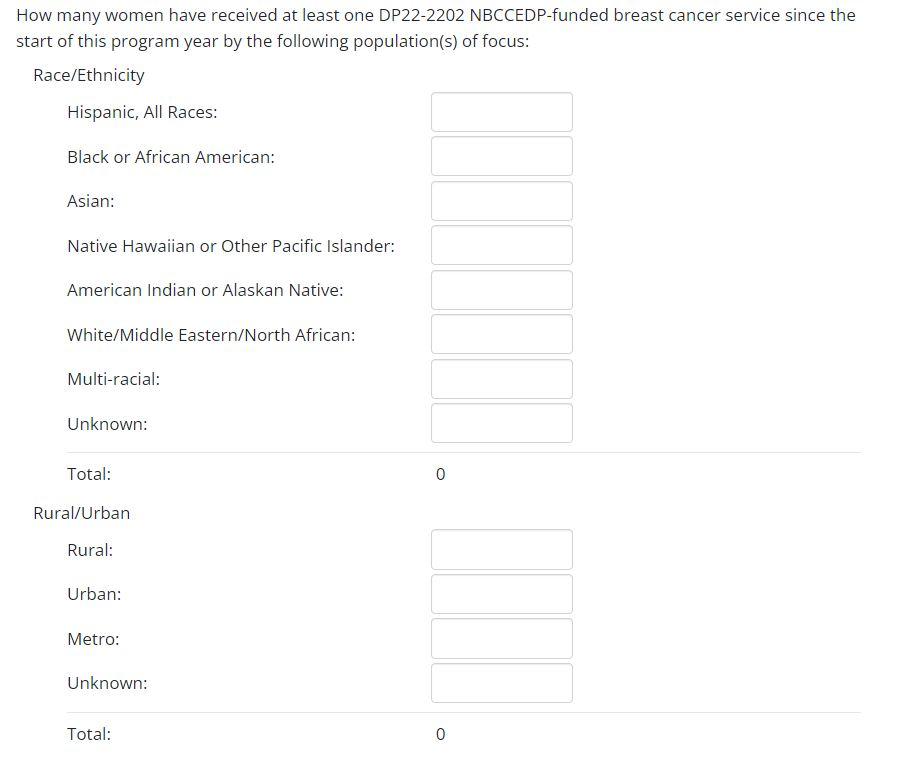 How many women have received at least one DP22-2202 NBCCEDP-funded breast cancer service since the
start of this program year by the following population(s) of focus:
Race/Ethnicity
Hispanic, All Races:
Black or African American:
Asian:
Native Hawaiian or Other Pacific Islander:
American Indian or Alaskan Native:
White/Middle Eastern/North African:
Multi-racial:
Unknown:
Total: 0
Rural/Urban
Rural:
Urban:
Metro:
Unknown:
Total: 0